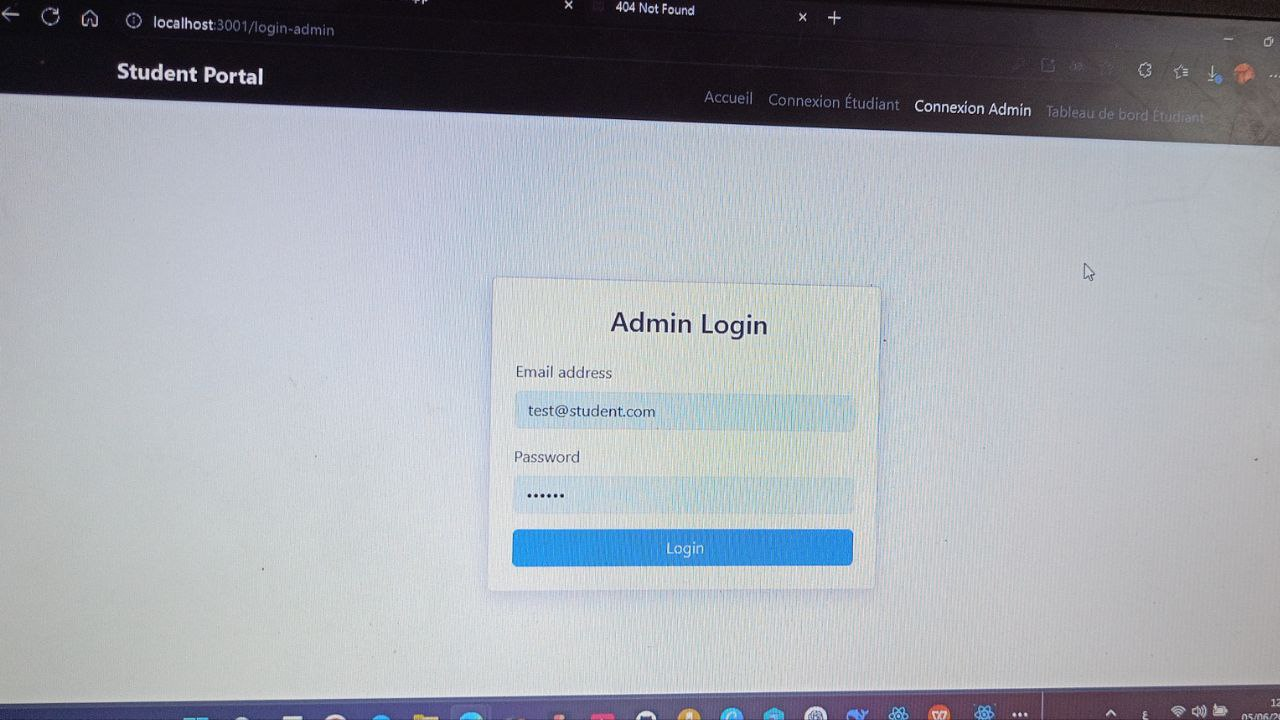 404 Not Found
localhost:3001/login-admin
Student Portal
Accueil Connexion Étudiant Connexion Admin Tableau de bord Étudiant
Admin Login
Email address
test@student.com
Password
••••••
Login